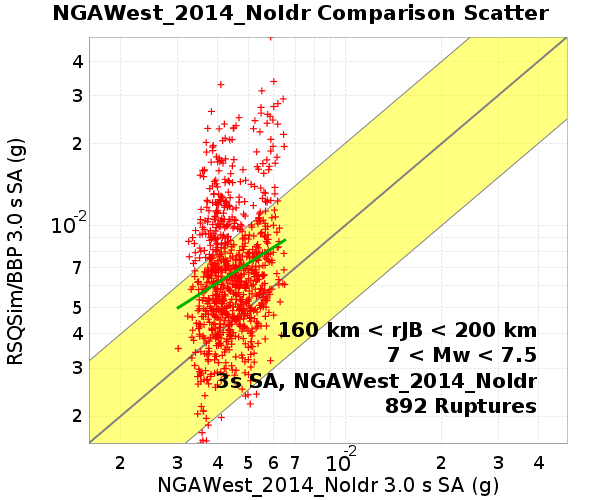 NGAWest_2014_NoIdr Comparison Scatter
RSQSim/BBP 3.0 s SA (g)
4
3
2
10-2
7
5
4
3
2
160 km < rJB < 200 km
7 < Mw < 7.5
3s SA, NGAWest_2014_NoIdr
892 Ruptures
2 3 4 5 6 7 10-2 2 3 4
NGAWest_2014_NoIdr 3.0 s SA (g)